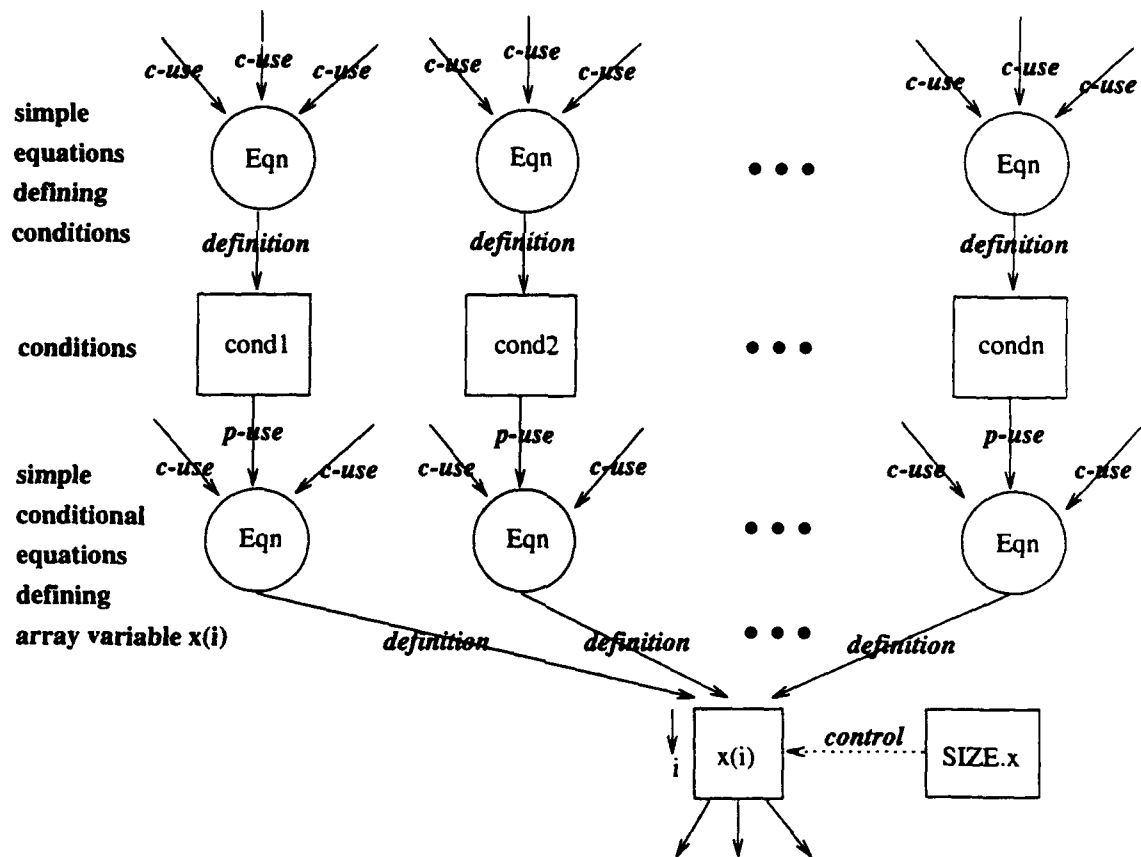 c-use c-use c-use c-use c-use c-use c-use c-use c-use
simple
equations
defining
conditions
Eqn Eqn Eqn
definition definition definition
conditions cond1 cond2 condn
p-use p-use p-use
c-use c-use c-use c-use c-use c-use
simple
conditional
equations
defining
array variable x(i)
Eqn Eqn Eqn
definition definition definition
i x(i) control SIZE.x